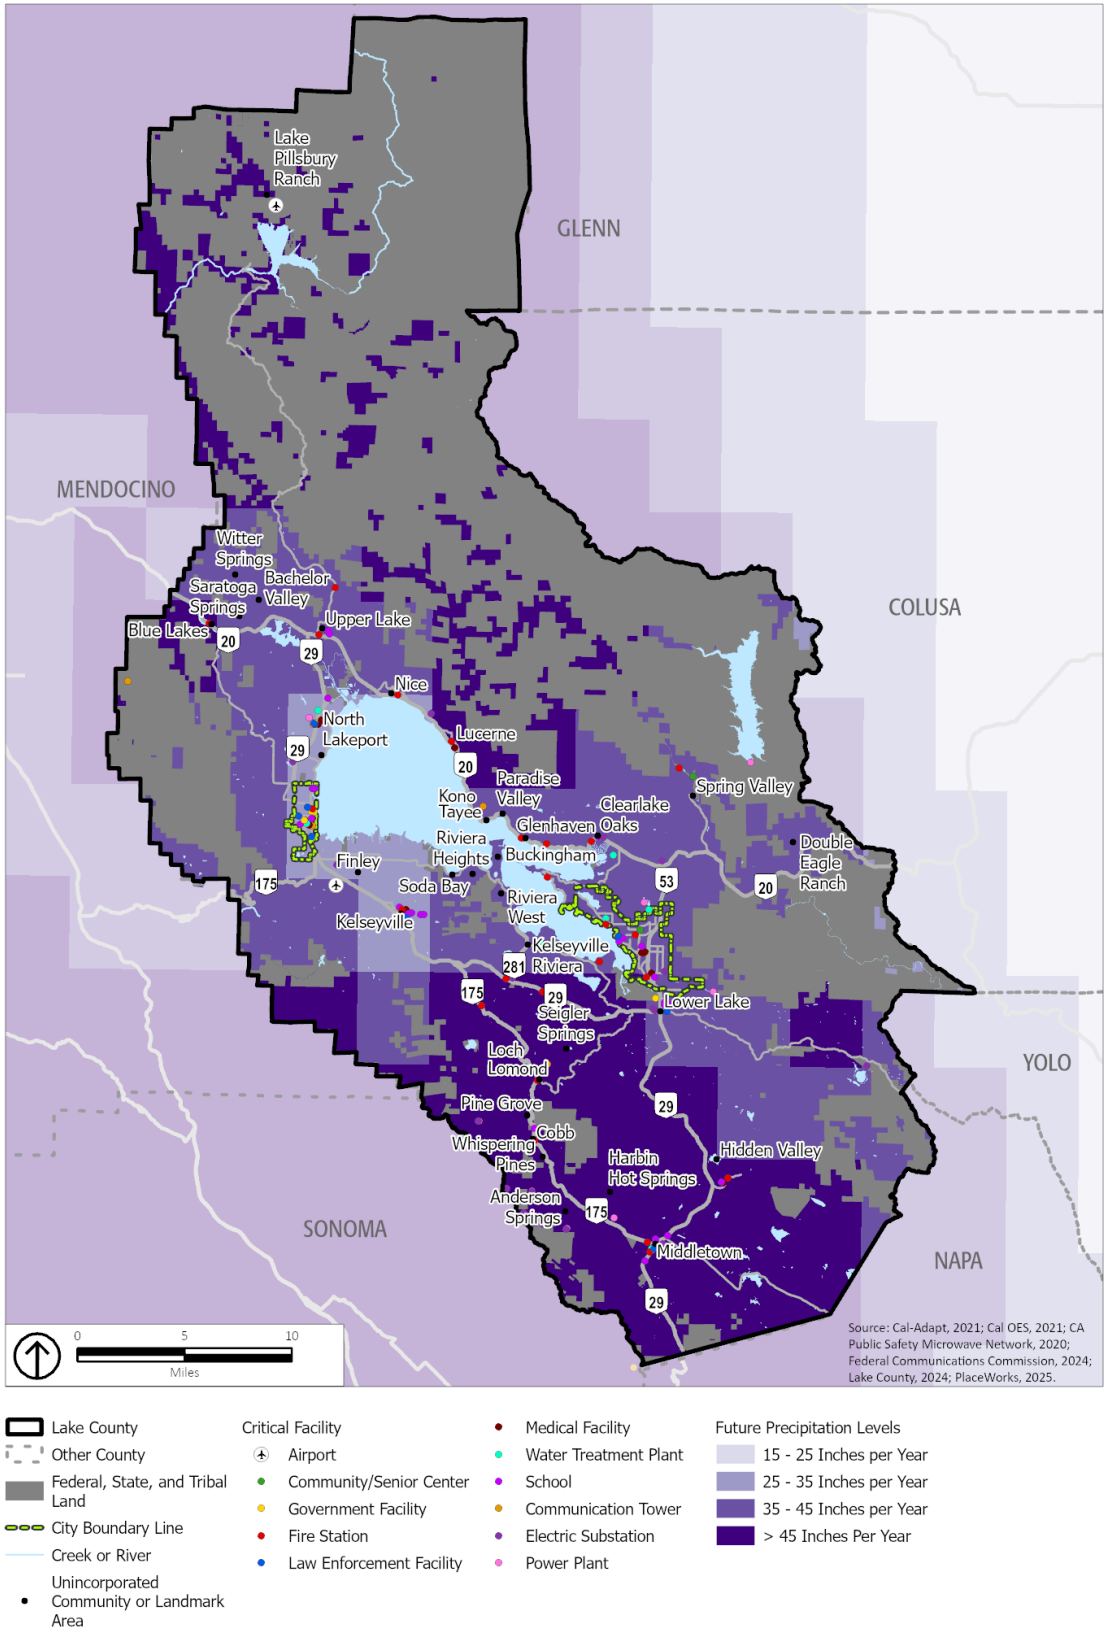 Lake
Pillsbury
Ranch
GLENN
MENDOCINO
Witter
Springs
Saratoga
Springs
Bachelor
Valley
Blue Lakes
20
Upper Lake
29
COLUSA
Nice
North
Lakeport
29
Lucerne
20
Paradise
Valley
Kono
Tayee
Spring Valley
Clearlake
Oaks
Glenhaven
Riviera
Heights
Buckingham
Double
Eagle
Ranch
Finley
Soda Bay
175
53
20
Riviera
West
Kelseyville
Kelseyville
Riviera
281
175
29
Lower Lake
Seigler
Springs
Loch
Lomond
YOLO
Pine Grove
29
Cobb
Whispering
Pines
Hidden Valley
Harbin
Hot Springs
Anderson
Springs
175
SONOMA
Middletown
NAPA
29
0 5 10
Miles
Source: Cal-Adapt, 2021; Cal OES, 2021; CA
Public Safety Microwave Network, 2020;
Federal Communications Commission, 2024;
Lake County, 2024; PlaceWorks, 2025.
Lake County
Other County
Federal, State, and Tribal
Land
City Boundary Line
Creek or River
Unincorporated
Community or Landmark
Area
Critical Facility
Airport
Community/Senior Center
Government Facility
Fire Station
Law Enforcement Facility
Medical Facility
Water Treatment Plant
School
Communication Tower
Electric Substation
Power Plant
Future Precipitation Levels
15 - 25 Inches per Year
25 - 35 Inches per Year
35 - 45 Inches per Year
> 45 Inches Per Year